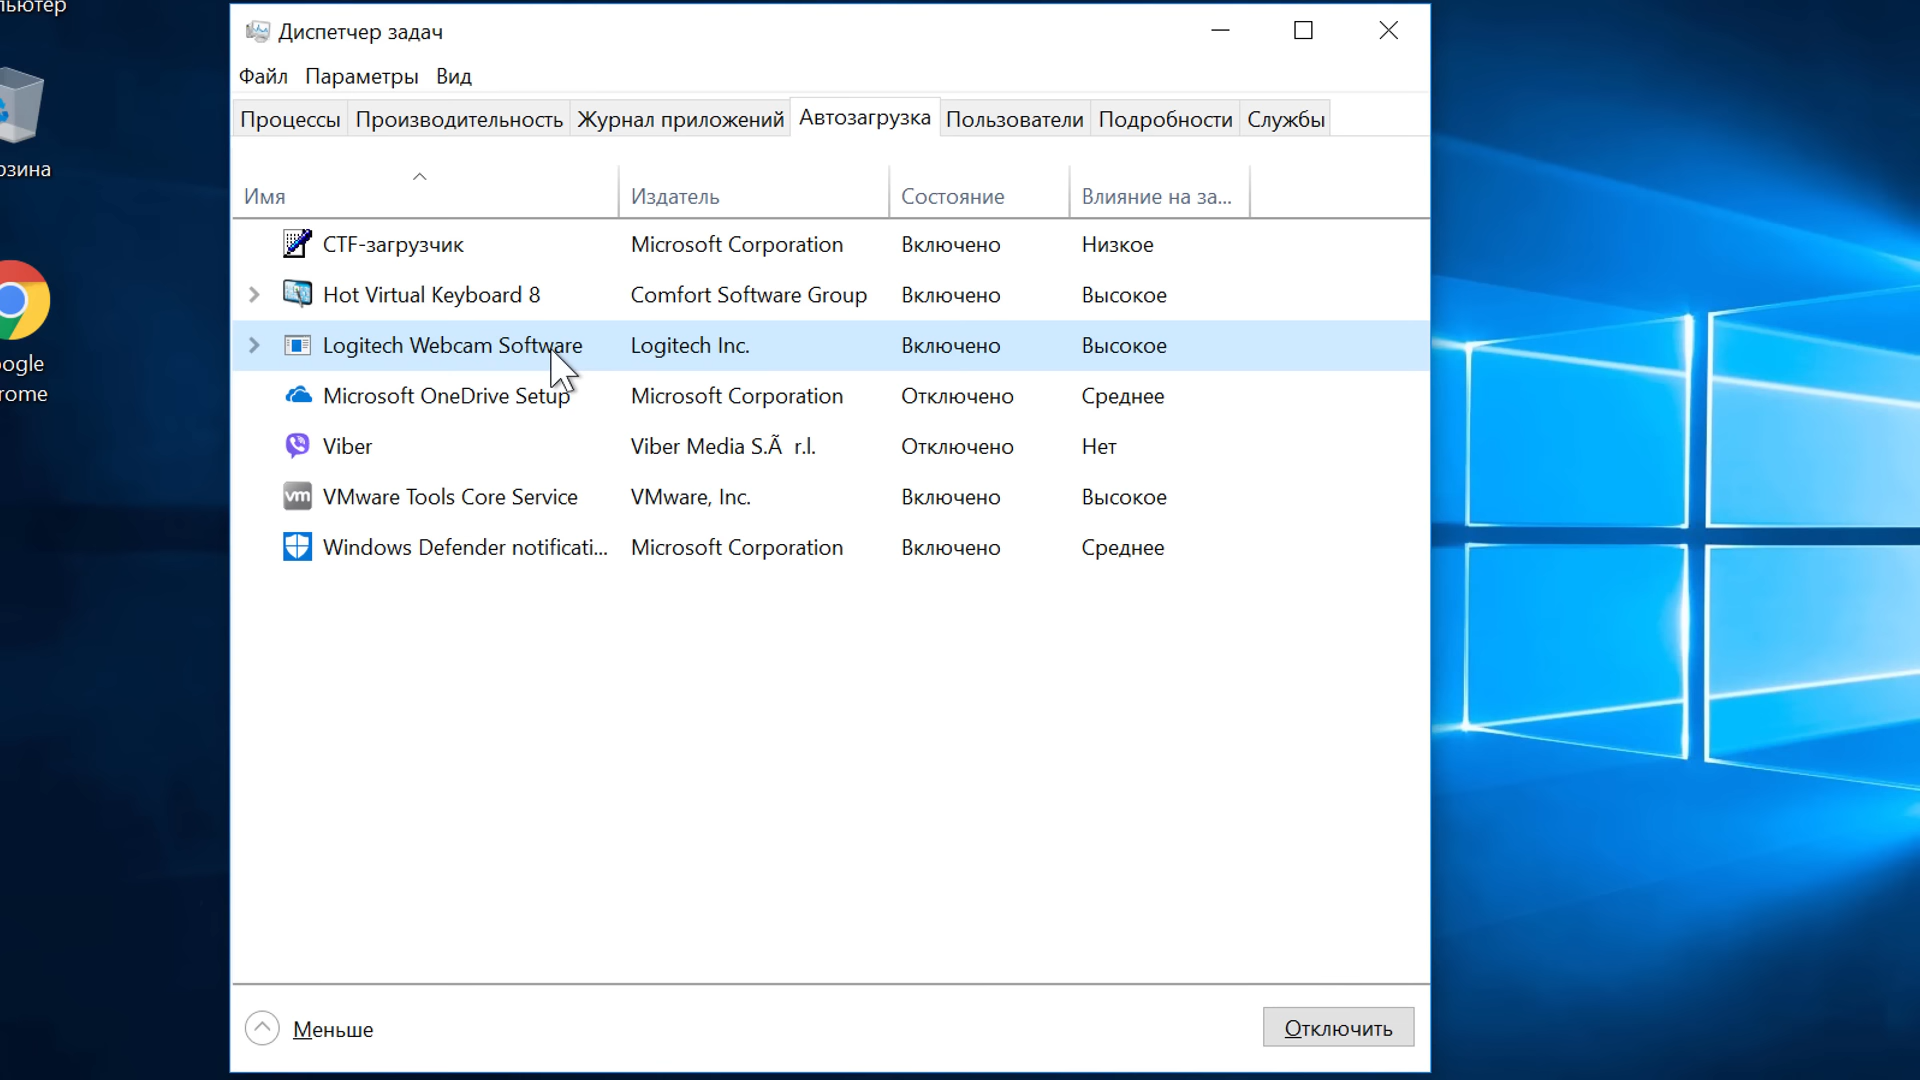 Диспетчер задач
Файл Параметры Вид
Процессы Производительность Журнал приложений Автозагрузка Пользователи Подробности Службы
Имя Издатель Состояние Влияние на за...
CTF-загрузчик Microsoft Corporation Включено Низкое
Hot Virtual Keyboard 8 Comfort Software Group Включено Высокое
Logitech Webcam Software Logitech Inc. Включено Высокое
Microsoft OneDrive Setup Microsoft Corporation Отключено Среднее
Viber Viber Media S.Ã r.l. Отключено Нет
vm VMware Tools Core Service VMware, Inc. Включено Высокое
Windows Defender notificati... Microsoft Corporation Включено Среднее
Меньше Отключить
ьютер
рзина
ogle
rome